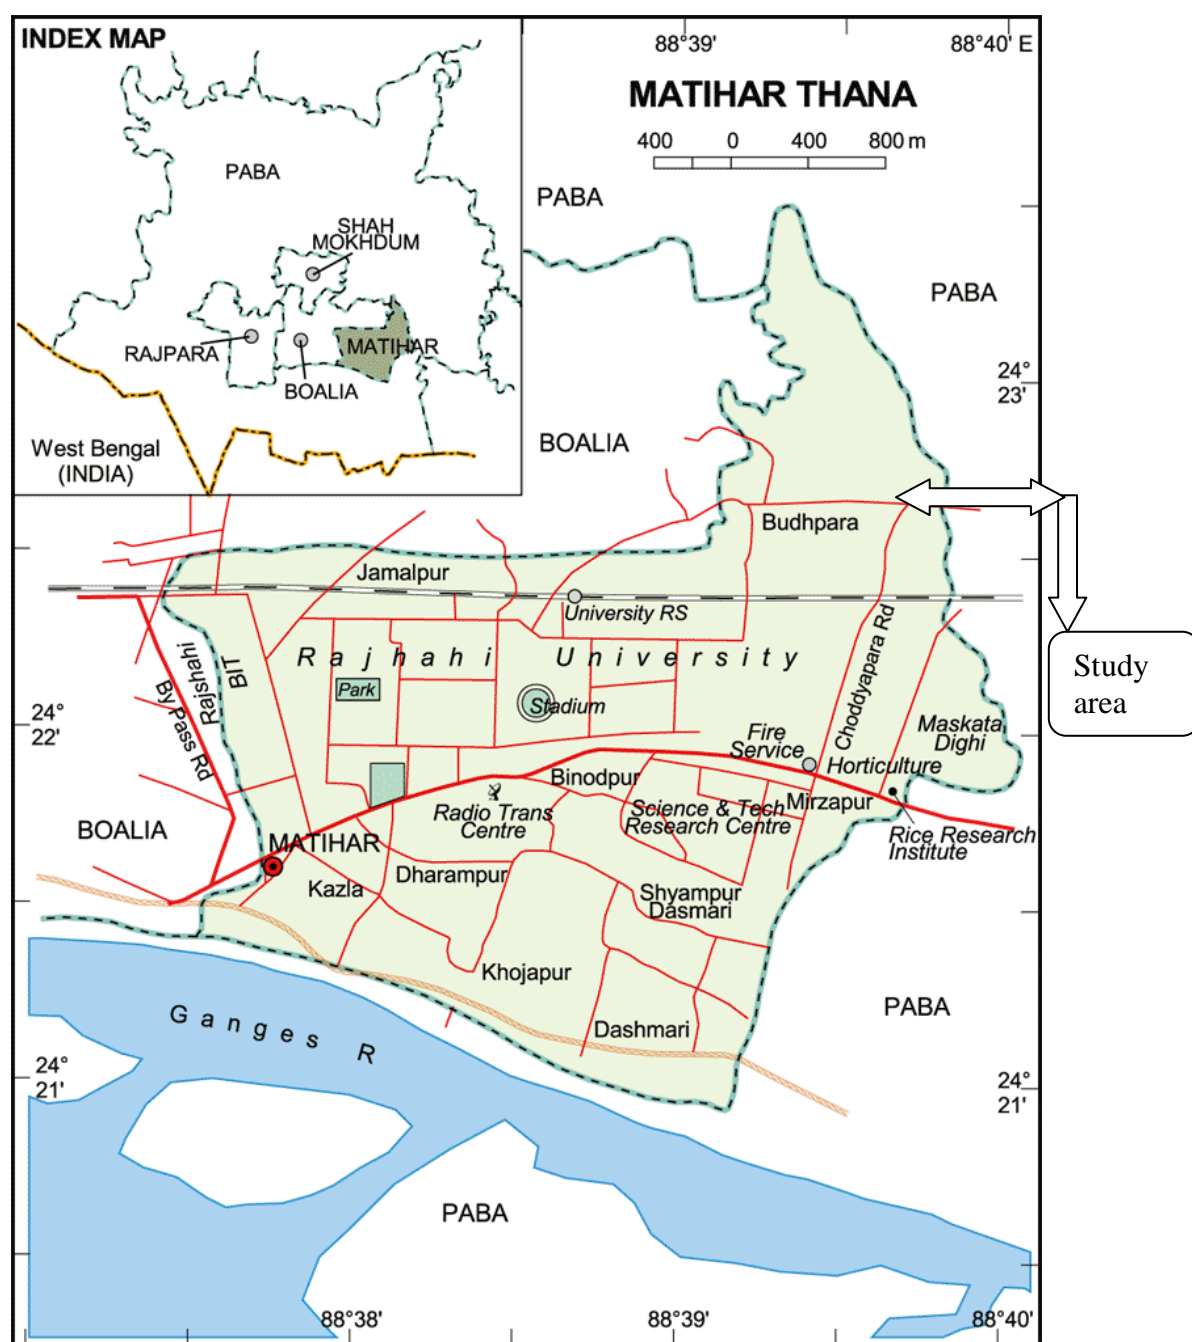 INDEX MAP
88°39'
88°40' E
MATIHAR THANA
400 0 400 800 m
PABA
PABA
SHAH
MOKHDUM
RAJPARA
MATIHAR
BOALIA
West Bengal
(INDIA)
PABA
24°
23'
BOALIA
Budhpara
Jamalpur
University RS
Rajhahi University
Rajshahi
BIT
By Pass Rd
Park
Stadium
Choddyapara Rd
Study
area
24°
22'
Maskata
Dighi
Fire
Service
Horticulture
Binodpur
Mirzapur
Radio Trans
Centre
Science & Tech
Research Centre
Rice Research
Institute
BOALIA
MATIHAR
Kazla
Dharampur
Shyampur
Dasmari
Khojapur
Dashmari
PABA
Ganges R
24°
21'
24°
21'
PABA
88°38'
88°39'
88°40'